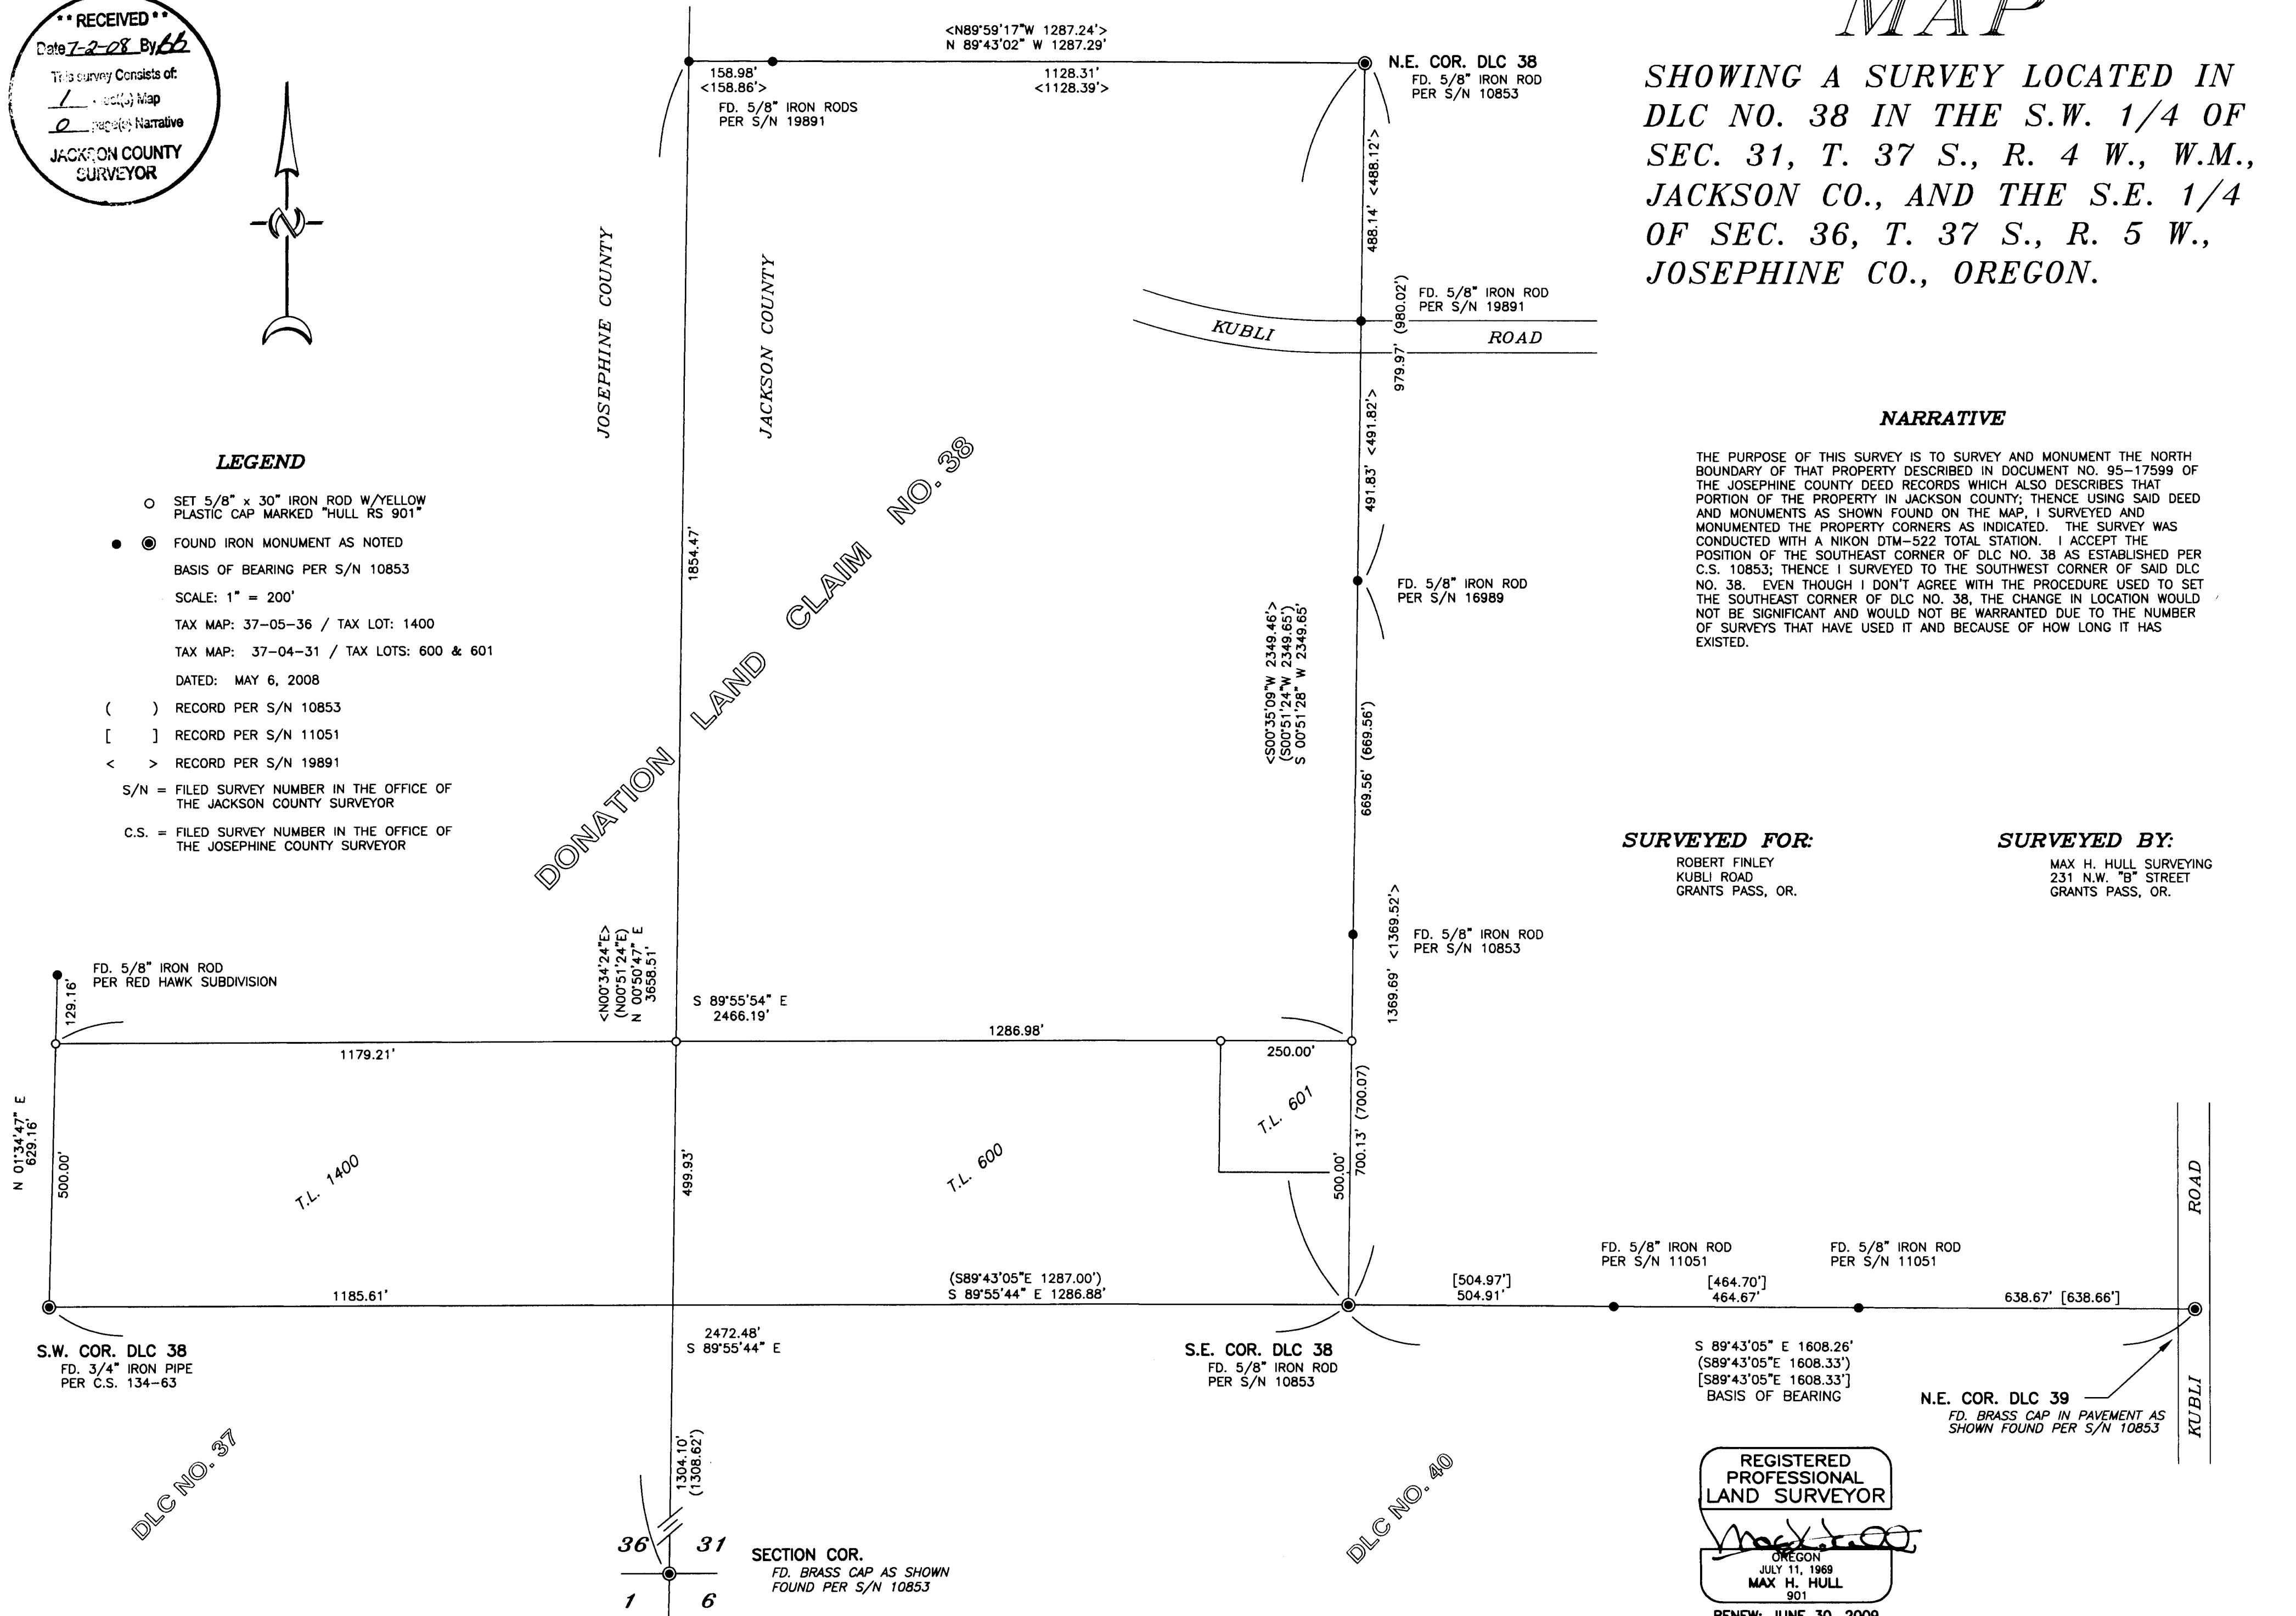 ** RECEIVED **
Date 7-2-08 By
This survey Consists of:
1 Map
0 page(s) Narrative
JACKSON COUNTY
SURVEYOR
MAP
SHOWING A SURVEY LOCATED IN
DLC NO. 38 IN THE S.W. 1/4 OF
SEC. 31, T. 37 S., R. 4 W., W.M.,
JACKSON CO., AND THE S.E. 1/4
OF SEC. 36, T. 37 S., R. 5 W.,
JOSEPHINE CO., OREGON.
<N89°59'17"W 1287.24'>
N 89°43'02" W 1287.29'
158.98'
<158.86'>
1128.31'
<1128.39'>
FD. 5/8" IRON RODS
PER S/N 19891
N.E. COR. DLC 38
FD. 5/8" IRON ROD
PER S/N 10853
488.14' <488.12'>
979.97' (980.02')
FD. 5/8" IRON ROD
PER S/N 19891
KUBLI ROAD
491.83' <491.82'>
JOSEPHINE COUNTY
JACKSON COUNTY
NARRATIVE
THE PURPOSE OF THIS SURVEY IS TO SURVEY AND MONUMENT THE NORTH
BOUNDARY OF THAT PROPERTY DESCRIBED IN DOCUMENT NO. 95-17599 OF
THE JOSEPHINE COUNTY DEED RECORDS WHICH ALSO DESCRIBES THAT
PORTION OF THE PROPERTY IN JACKSON COUNTY; THENCE USING SAID DEED
AND MONUMENTS AS SHOWN FOUND ON THE MAP, I SURVEYED AND
MONUMENTED THE PROPERTY CORNERS AS INDICATED. THE SURVEY WAS
CONDUCTED WITH A NIKON DTM-522 TOTAL STATION. I ACCEPT THE
POSITION OF THE SOUTHEAST CORNER OF DLC NO. 38 AS ESTABLISHED PER
C.S. 10853; THENCE I SURVEYED TO THE SOUTHWEST CORNER OF SAID DLC
NO. 38. EVEN THOUGH I DON'T AGREE WITH THE PROCEDURE USED TO SET
THE SOUTHEAST CORNER OF DLC NO. 38, THE CHANGE IN LOCATION WOULD
NOT BE SIGNIFICANT AND WOULD NOT BE WARRANTED DUE TO THE NUMBER
OF SURVEYS THAT HAVE USED IT AND BECAUSE OF HOW LONG IT HAS
EXISTED.
LEGEND
SET 5/8" x 30" IRON ROD W/YELLOW
PLASTIC CAP MARKED "HULL RS 901"
FOUND IRON MONUMENT AS NOTED
BASIS OF BEARING PER S/N 10853
SCALE: 1" = 200'
TAX MAP: 37-05-36 / TAX LOT: 1400
TAX MAP: 37-04-31 / TAX LOTS: 600 & 601
DATED: MAY 6, 2008
( ) RECORD PER S/N 10853
[ ] RECORD PER S/N 11051
< > RECORD PER S/N 19891
S/N = FILED SURVEY NUMBER IN THE OFFICE OF
THE JACKSON COUNTY SURVEYOR
C.S. = FILED SURVEY NUMBER IN THE OFFICE OF
THE JOSEPHINE COUNTY SURVEYOR
DONATION LAND CLAIM NO. 38
1854.47'
FD. 5/8" IRON ROD
PER S/N 16989
<S00°35'09"W 2349.46'>
(S00°51'24"W 2349.65')
S 00°51'28" W 2349.65'
669.56' (669.56')
SURVEYED FOR:
ROBERT FINLEY
KUBLI ROAD
GRANTS PASS, OR.
SURVEYED BY:
MAX H. HULL SURVEYING
231 N.W. "B" STREET
GRANTS PASS, OR.
1369.69' <1369.52'>
FD. 5/8" IRON ROD
PER S/N 10853
FD. 5/8" IRON ROD
PER RED HAWK SUBDIVISION
129.16'
<N00°34'24"E>
(N00°51'24"E)
N 00°50'47" E
3658.51'
S 89°55'54" E
2466.19'
1179.21'
1286.98'
250.00'
N 01°34'47" E
629.16'
500.00'
T.L. 1400
499.93'
T.L. 600
T.L. 601
500.00'
700.13' (700.07)
1185.61'
(S89°43'05"E 1287.00')
S 89°55'44" E 1286.88'
2472.48'
S 89°55'44" E
S.W. COR. DLC 38
FD. 3/4" IRON PIPE
PER C.S. 134-63
S.E. COR. DLC 38
FD. 5/8" IRON ROD
PER S/N 10853
[504.97']
504.91'
FD. 5/8" IRON ROD
PER S/N 11051
[464.70']
464.67'
FD. 5/8" IRON ROD
PER S/N 11051
638.67' [638.66']
S 89°43'05" E 1608.26'
(S89°43'05"E 1608.33')
[S89°43'05"E 1608.33']
BASIS OF BEARING
N.E. COR. DLC 39
FD. BRASS CAP IN PAVEMENT AS
SHOWN FOUND PER S/N 10853
KUBLI ROAD
DLC NO. 37
1304.10'
(1308.62')
DLC NO. 40
36 31
1 6
SECTION COR.
FD. BRASS CAP AS SHOWN
FOUND PER S/N 10853
REGISTERED
PROFESSIONAL
LAND SURVEYOR
OREGON
JULY 11, 1969
MAX H. HULL
901
RENEW: JUNE 30, 2009